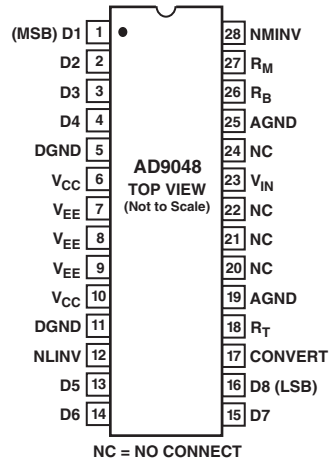 (MSB) D1 1 28 NMINV
D2 2 27 RM
D3 3 26 RB
D4 4 25 AGND
DGND 5 24 NC
VCC 6 AD9048 23 VIN
VEE 7 TOP VIEW 22 NC
(Not to Scale)
VEE 8 21 NC
VEE 9 20 NC
VCC 10 19 AGND
DGND 11 18 RT
NLINV 12 17 CONVERT
D5 13 16 D8 (LSB)
D6 14 15 D7
NC = NO CONNECT